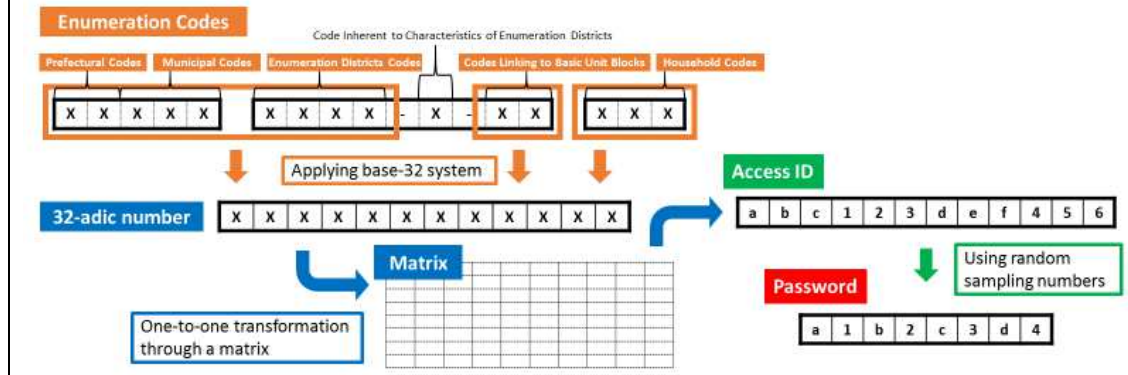 Enumeration Codes
Code Inherent to Characteristics of Enumeration Districts
Prefectural Codes Municipal Codes Enumeration Districts Codes Codes Linking to Basic Unit Blocks Household Codes
X X X X X X X X X - X - X X X X X
Applying base-32 system
Access ID
32-adic number X X X X X X X X X X X X
a b c 1 2 3 d e f 4 5 6
Matrix
Using random
sampling numbers
Password
One-to-one transformation
through a matrix
a 1 b 2 c 3 d 4